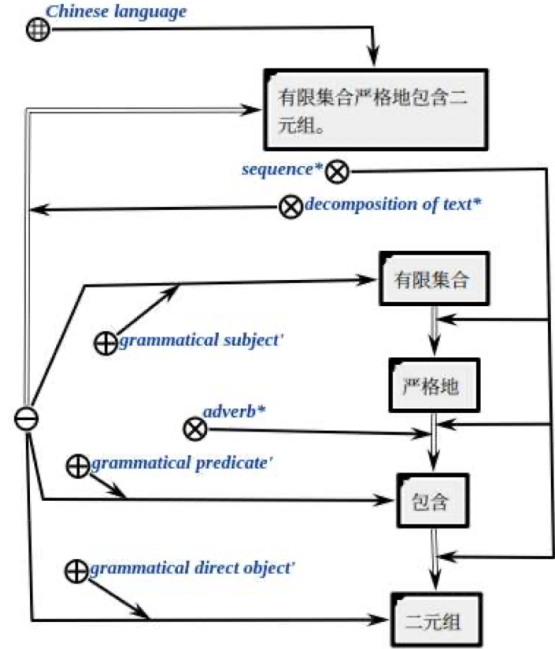 Chinese language
有限集合严格地包含二
元组。
sequence*
decomposition of text*
有限集合
grammatical subject'
严格地
adverb*
grammatical predicate'
包含
grammatical direct object'
二元组